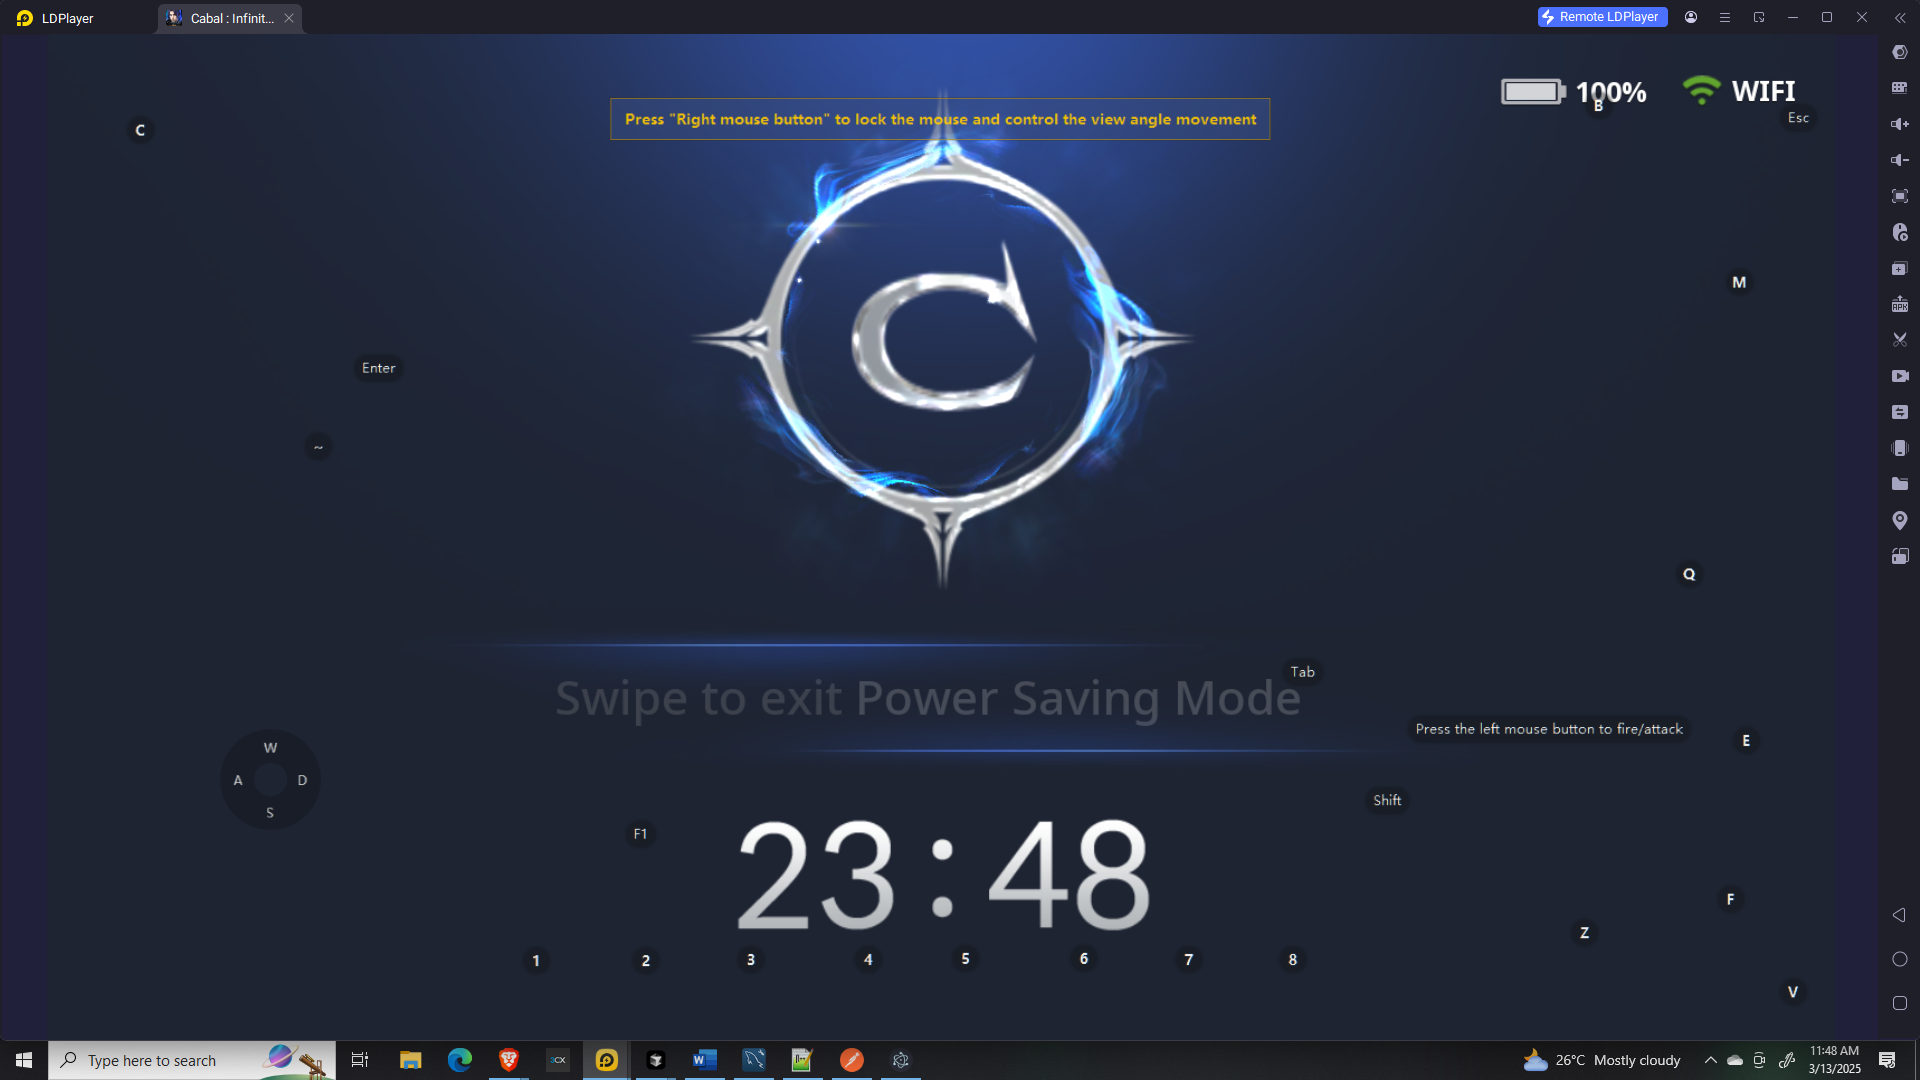 LDPlayer
Cabal : Infinit...
Remote LDPlayer
100%
WIFI
B
Esc
Press "Right mouse button" to lock the mouse and control the view angle movement
C
C
M
Enter
~
Q
Tab
Swipe to exit Power Saving Mode
Press the left mouse button to fire/attack
E
W
A
D
S
Shift
F1
23:48
F
Z
1
2
3
4
5
6
7
8
V
Type here to search
3CX
W
26°C Mostly cloudy
11:48 AM
3/13/2025